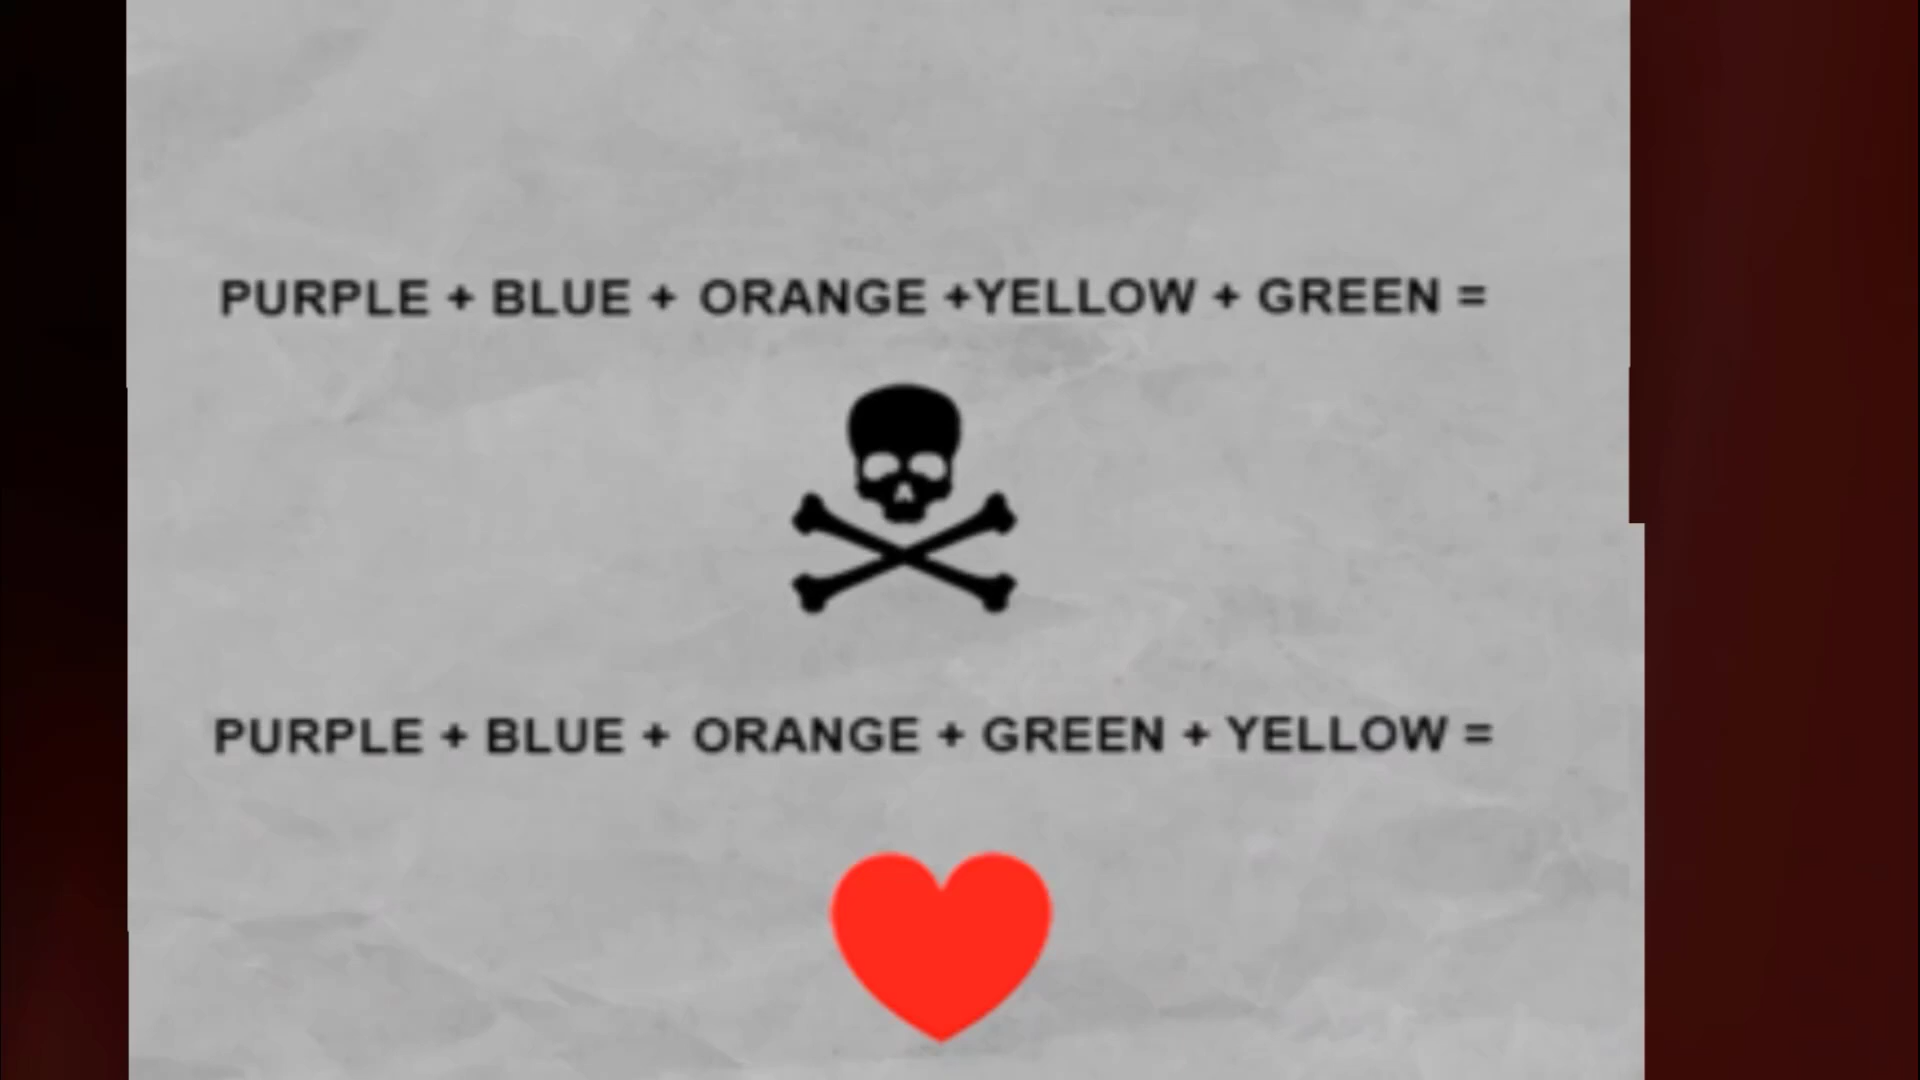 PURPLE + BLUE + ORANGE +YELLOW + GREEN =
PURPLE + BLUE + ORANGE + GREEN + YELLOW =